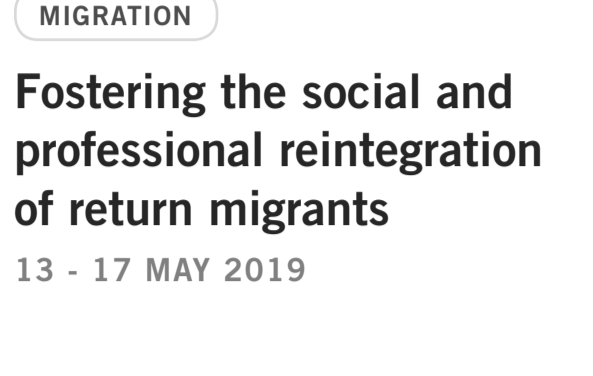 MIGRATION
Fostering the social and
professional reintegration
of return migrants
13 - 17 MAY 2019